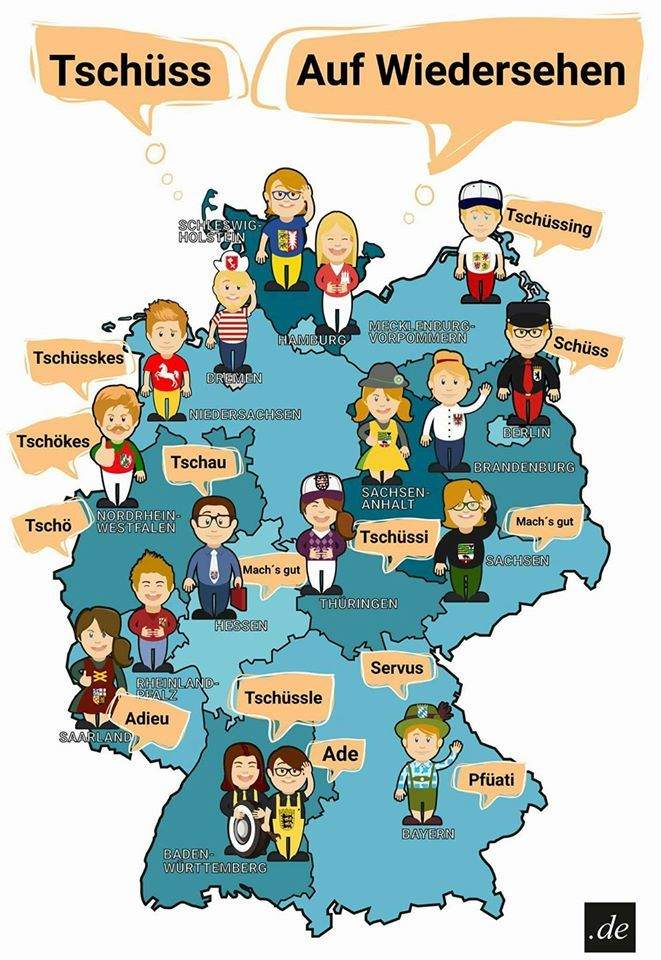 Tschüss
Auf Wiedersehen
SCHLESWIG-
HOLSTEIN
Tschüssing
HAMBURG
MECKLENBURG-
VORPOMMERN
Schüss
Tschüsskes
BREMEN
NIEDERSACHSEN
BERLIN
Tschökes
Tschau
BRANDENBURG
SACHSEN-
ANHALT
Tschö
NORDRHEIN-
WESTFALEN
Tschüssi
Mach´s gut
SACHSEN
Mach´s gut
THÜRINGEN
HESSEN
RHEINLAND-
PFALZ
Servus
Tschüssle
Adieu
SAARLAND
Ade
Pfüati
BAYERN
BADEN-
WÜRTTEMBERG
.de